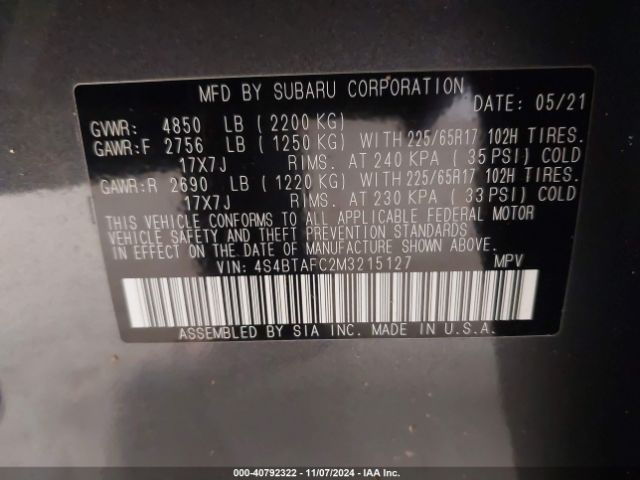 MFD BY SUBARU CORPORATION
DATE: 05/21
GVWR: 4850 LB ( 2200 KG)
GAWR:F 2756 LB ( 1250 KG) WITH 225/65R17 102H TIRES.
17X7J RIMS. AT 240 KPA ( 35 PSI) COLD
GAWR:R 2690 LB ( 1220 KG) WITH 225/65R17 102H TIRES.
17X7J RIMS. AT 230 KPA ( 33 PSI) COLD
THIS VEHICLE CONFORMS TO ALL APPLICABLE FEDERAL MOTOR
VEHICLE SAFETY AND THEFT PREVENTION STANDARDS
IN EFFECT ON THE DATE OF MANUFACTURE SHOWN ABOVE.
VIN: 4S4BTAFC2M3215127 MPV
ASSEMBLED BY SIA INC. MADE IN U.S.A.
000-40792322 - 11/07/2024 - IAA Inc.